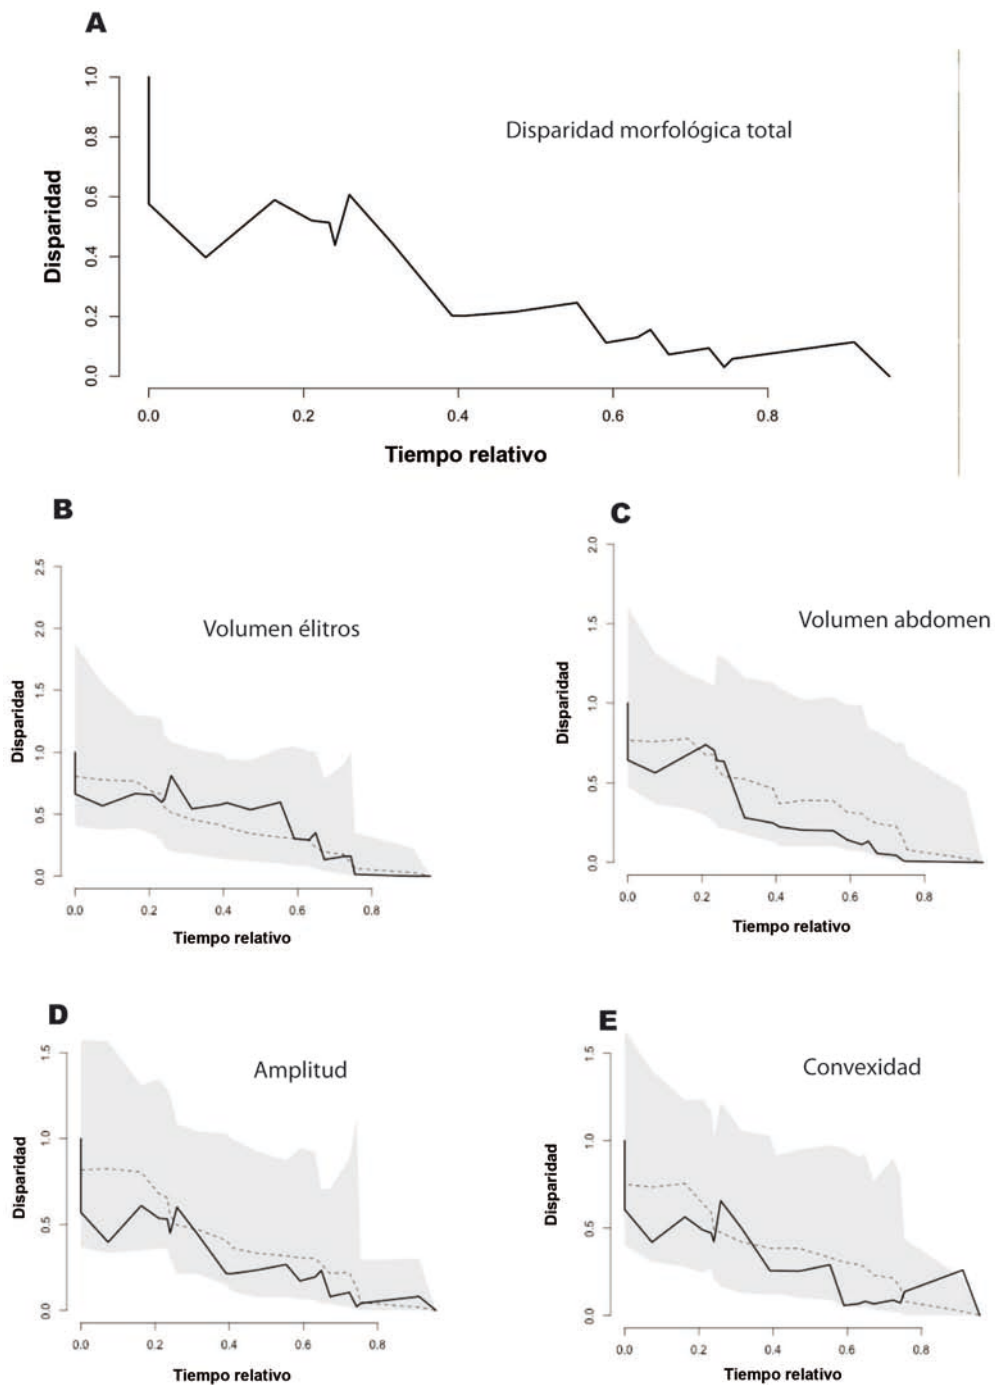 A
Disparidad morfológica total
Disparidad
1.0
0.8
0.6
0.4
0.2
0.0
0.0 0.2 0.4 0.6 0.8
Tiempo relativo
B
Volumen élitros
Disparidad
2.5
2.0
1.5
1.0
0.5
0.0
0.0 0.2 0.4 0.6 0.8
Tiempo relativo
C
Volumen abdomen
Disparidad
2.0
1.5
1.0
0.5
0.0
0.0 0.2 0.4 0.6 0.8
Tiempo relativo
D
Amplitud
Disparidad
1.5
1.0
0.5
0.0
0.0 0.2 0.4 0.6 0.8
Tiempo relativo
E
Convexidad
Disparidad
1.5
1.0
0.5
0.0
0.0 0.2 0.4 0.6 0.8
Tiempo relativo